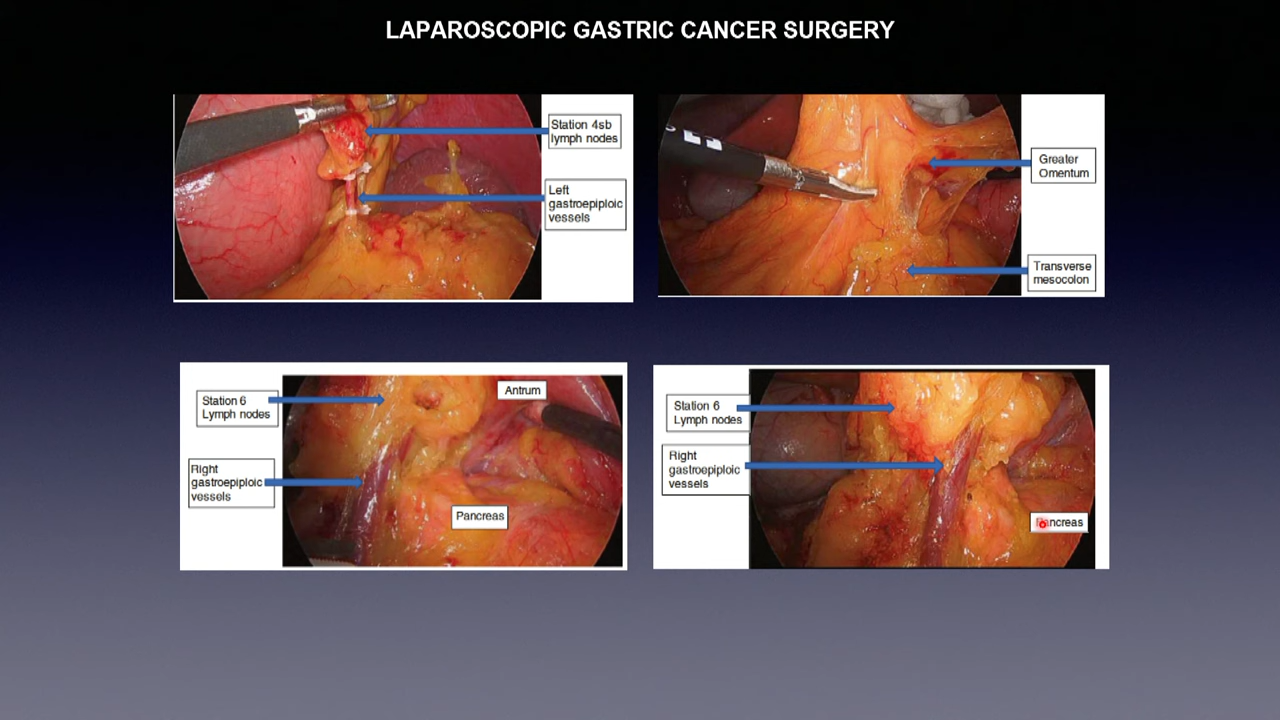 LAPAROSCOPIC GASTRIC CANCER SURGERY
Station 4sb
lymph nodes
Left
gastroepiploic
vessels
Greater
Omentum
Transverse
mesocolon
Station 6
Lymph nodes
Antrum
Right
gastroepiploic
vessels
Pancreas
Station 6
Lymph nodes
Right
gastroepiploic
vessels